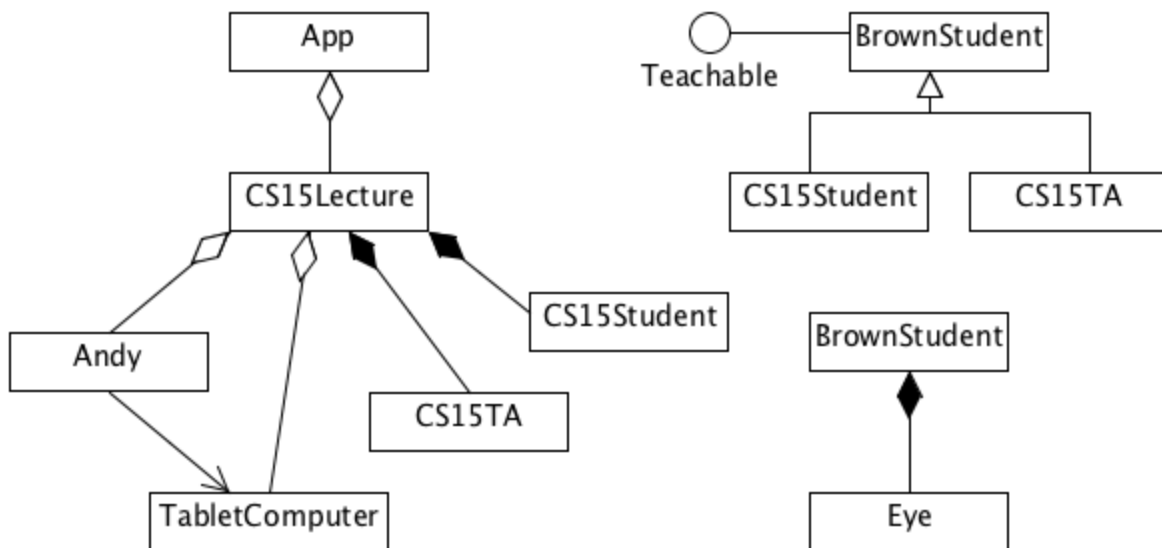 App
BrownStudent
Teachable
CS15Lecture
CS15Student
CS15TA
CS15Student
BrownStudent
Andy
CS15TA
TabletComputer
Eye